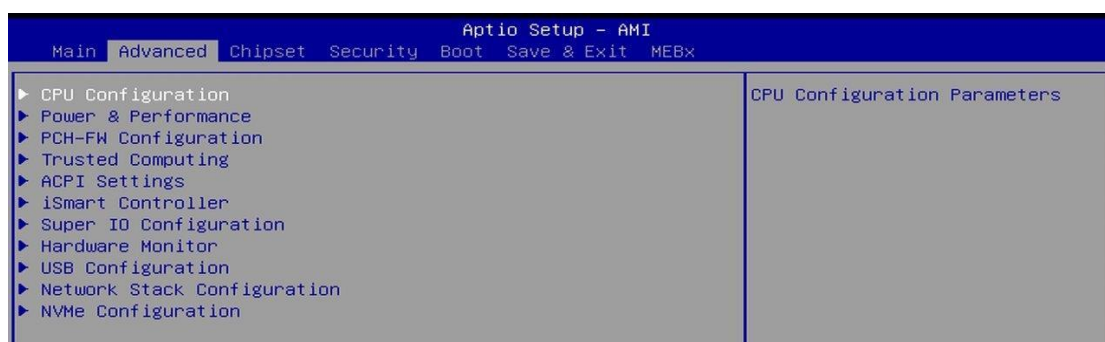 Aptio Setup – AMI
Main Advanced Chipset Security Boot Save & Exit MEBx
▶ CPU Configuration
▶ Power & Performance
▶ PCH-FW Configuration
▶ Trusted Computing
▶ ACPI Settings
▶ iSmart Controller
▶ Super IO Configuration
▶ Hardware Monitor
▶ USB Configuration
▶ Network Stack Configuration
▶ NVMe Configuration
CPU Configuration Parameters